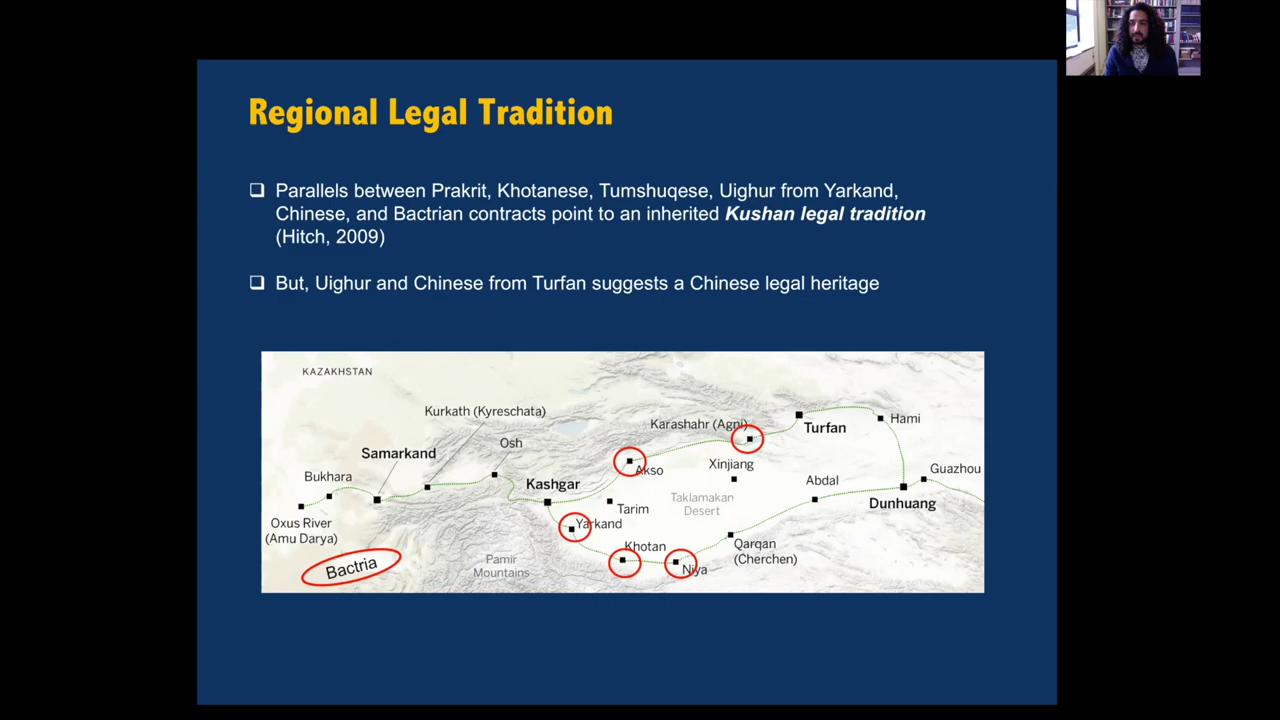 Regional Legal Tradition
❑ Parallels between Prakrit, Khotanese, Tumshuqese, Uighur from Yarkand,
Chinese, and Bactrian contracts point to an inherited Kushan legal tradition
(Hitch, 2009)
❑ But, Uighur and Chinese from Turfan suggests a Chinese legal heritage
KAZAKHSTAN
Kurkath (Kyreschata)
Karashahr (Agni)
Hami
Turfan
Osh
Samarkand
Akso
Xinjiang
Guazhou
Bukhara
Kashgar
Abdal
Taklamakan
Desert
Dunhuang
Tarim
Oxus River
(Amu Darya)
Yarkand
Khotan
Qarqan
(Cherchen)
Pamir
Mountains
Bactria
Niya